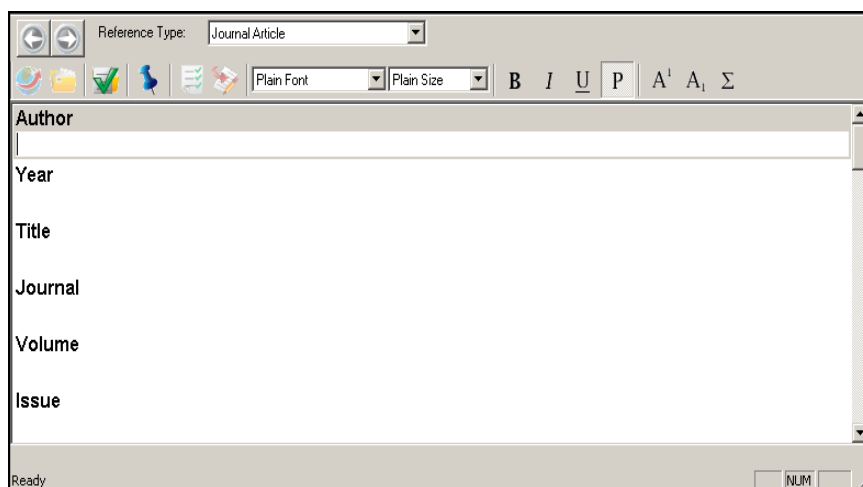 Reference Type: Journal Article
Plain Font Plain Size B I U P A¹ A₁ Σ
Author
Year
Title
Journal
Volume
Issue
Ready NUM